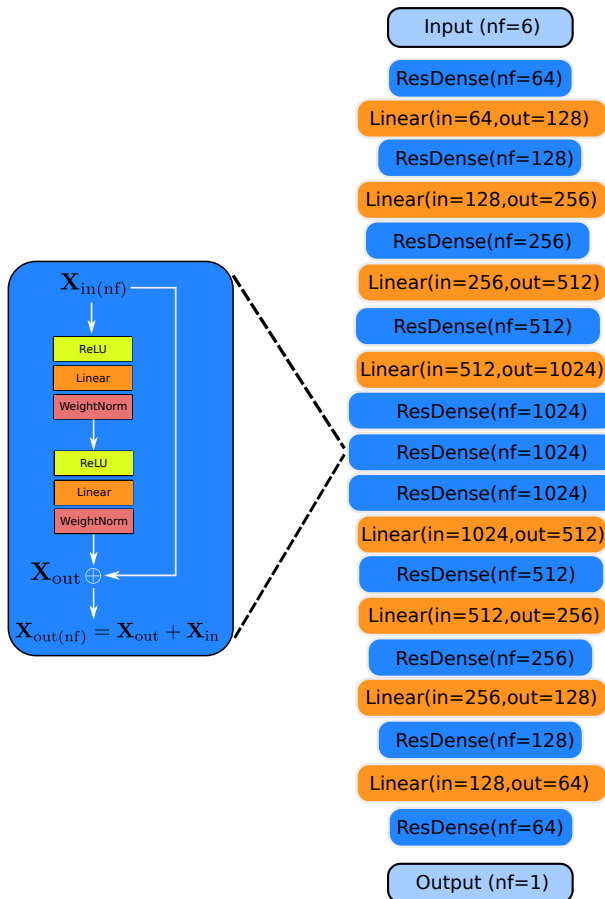 Input (nf=6)
ResDense(nf=64)
Linear(in=64,out=128)
ResDense(nf=128)
Linear(in=128,out=256)
ResDense(nf=256)
Linear(in=256,out=512)
ResDense(nf=512)
Linear(in=512,out=1024)
ResDense(nf=1024)
ResDense(nf=1024)
ResDense(nf=1024)
Linear(in=1024,out=512)
ResDense(nf=512)
Linear(in=512,out=256)
ResDense(nf=256)
Linear(in=256,out=128)
ResDense(nf=128)
Linear(in=128,out=64)
ResDense(nf=64)
Output (nf=1)
X_in(nf)
ReLU
Linear
WeightNorm
ReLU
Linear
WeightNorm
X_out ⊕
X_out(nf) = X_out + X_in